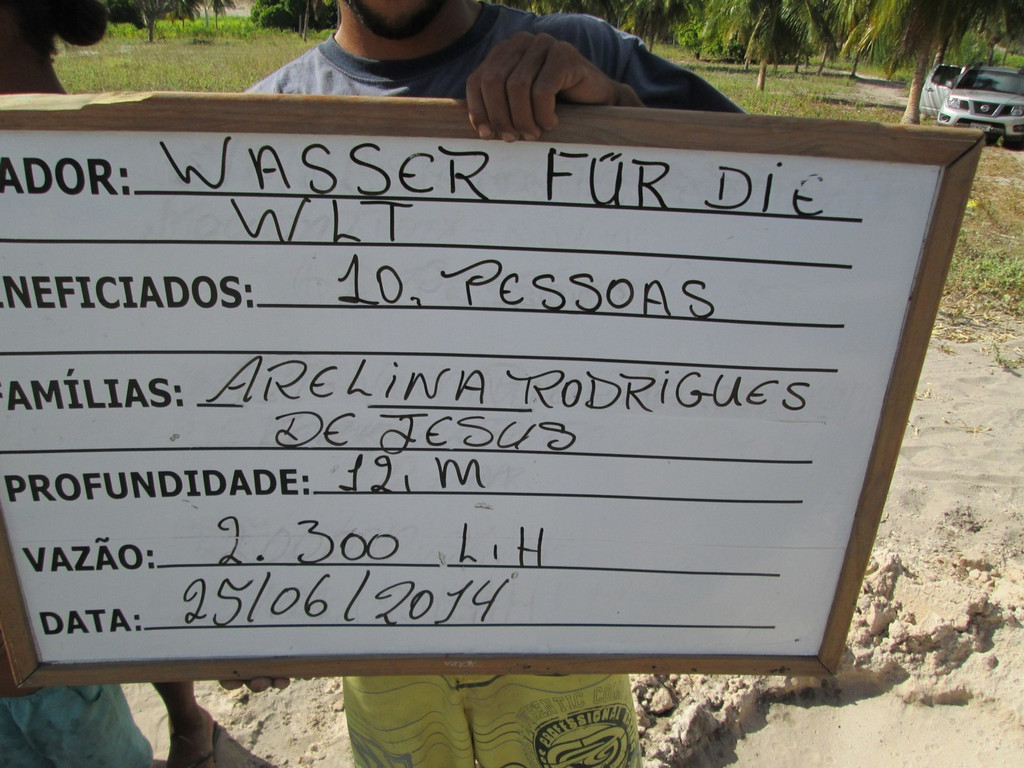 ADOR: WASSER FÜR DIE
WLT
NEFICIADOS: 10. PESSOAS
FAMÍLIAS: ARELINA RODRIGUES
DE JESUS
PROFUNDIDADE: 12, M
VAZÃO: 2.300 L.H
DATA: 25/06/2014
PROFESSIONAL